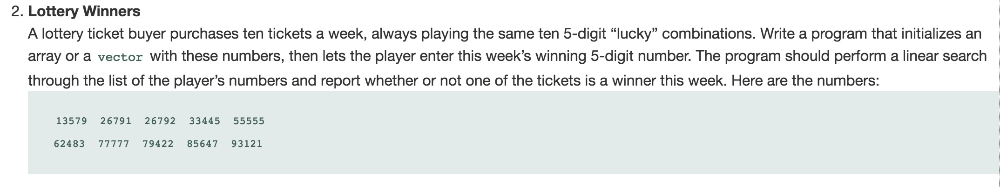 2. Lottery Winners
A lottery ticket buyer purchases ten tickets a week, always playing the same ten 5-digit “lucky” combinations. Write a program that initializes an
array or a vector with these numbers, then lets the player enter this week’s winning 5-digit number. The program should perform a linear search
through the list of the player’s numbers and report whether or not one of the tickets is a winner this week. Here are the numbers:
13579 26791 26792 33445 55555
62483 77777 79422 85647 93121